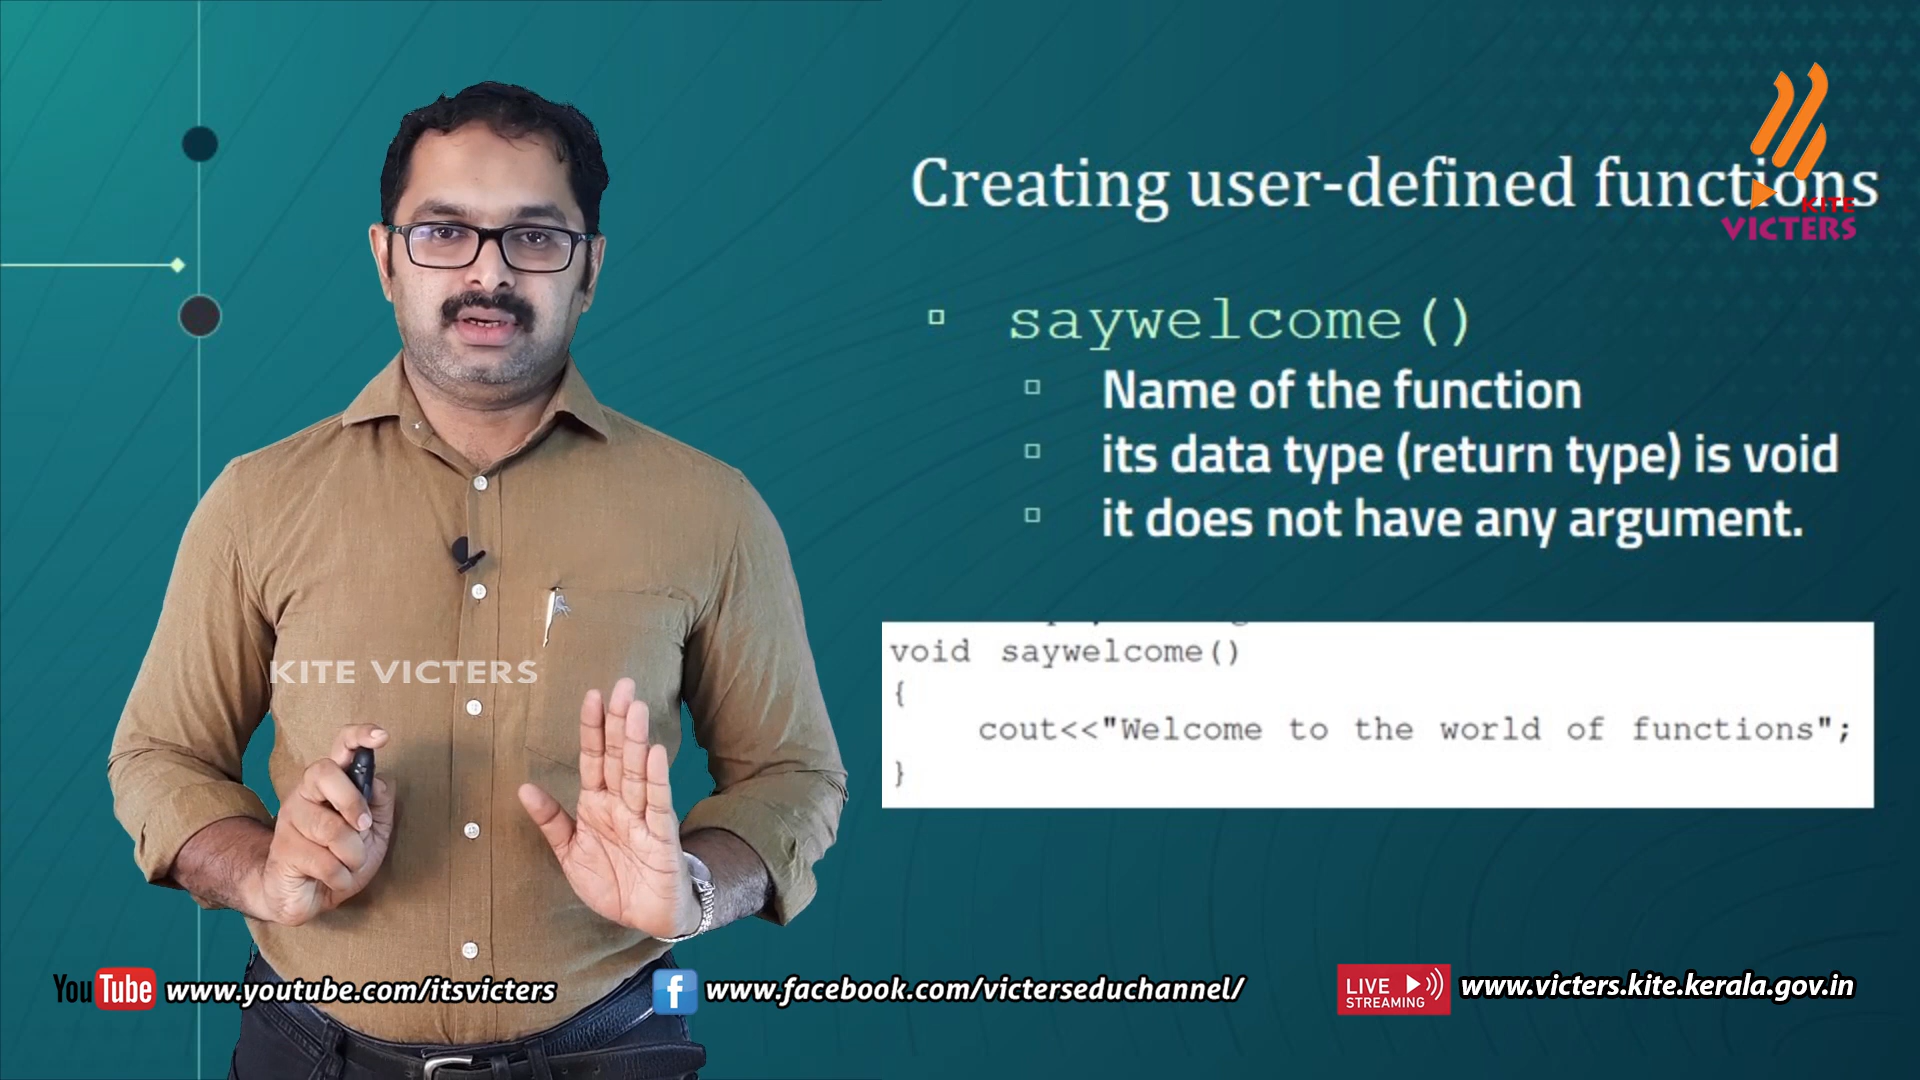 Creating user-defined functions
KITE
VICTERS
saywelcome()
Name of the function
its data type (return type) is void
it does not have any argument.
void saywelcome()
{
cout<<"Welcome to the world of functions";
}
KITE VICTERS
YouTube www.youtube.com/itsvicters
f www.facebook.com/victerseduchannel/
LIVE
STREAMING
www.victers.kite.kerala.gov.in